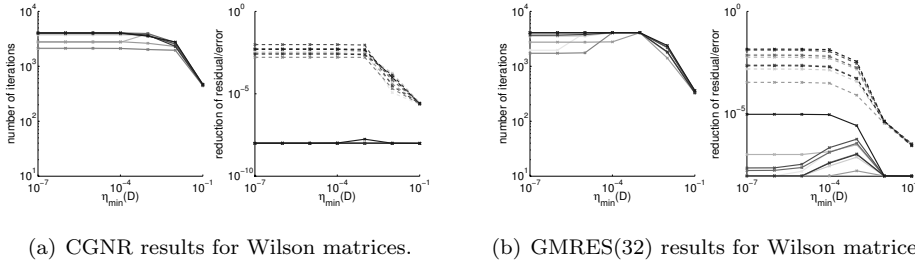 number of iterations
10^4
10^3
10^2
10^1
10^-7
10^-4
10^-1
η_min(D)
reduction of residual/error
10^0
10^-5
10^-10
10^-7
10^-4
10^-1
η_min(D)
number of iterations
10^4
10^3
10^2
10^1
10^-7
10^-4
10^-1
η_min(D)
reduction of residual/error
10^0
10^-5
10^-7
10^-4
10^-1
η_min(D)
(a) CGNR results for Wilson matrices.
(b) GMRES(32) results for Wilson matrice